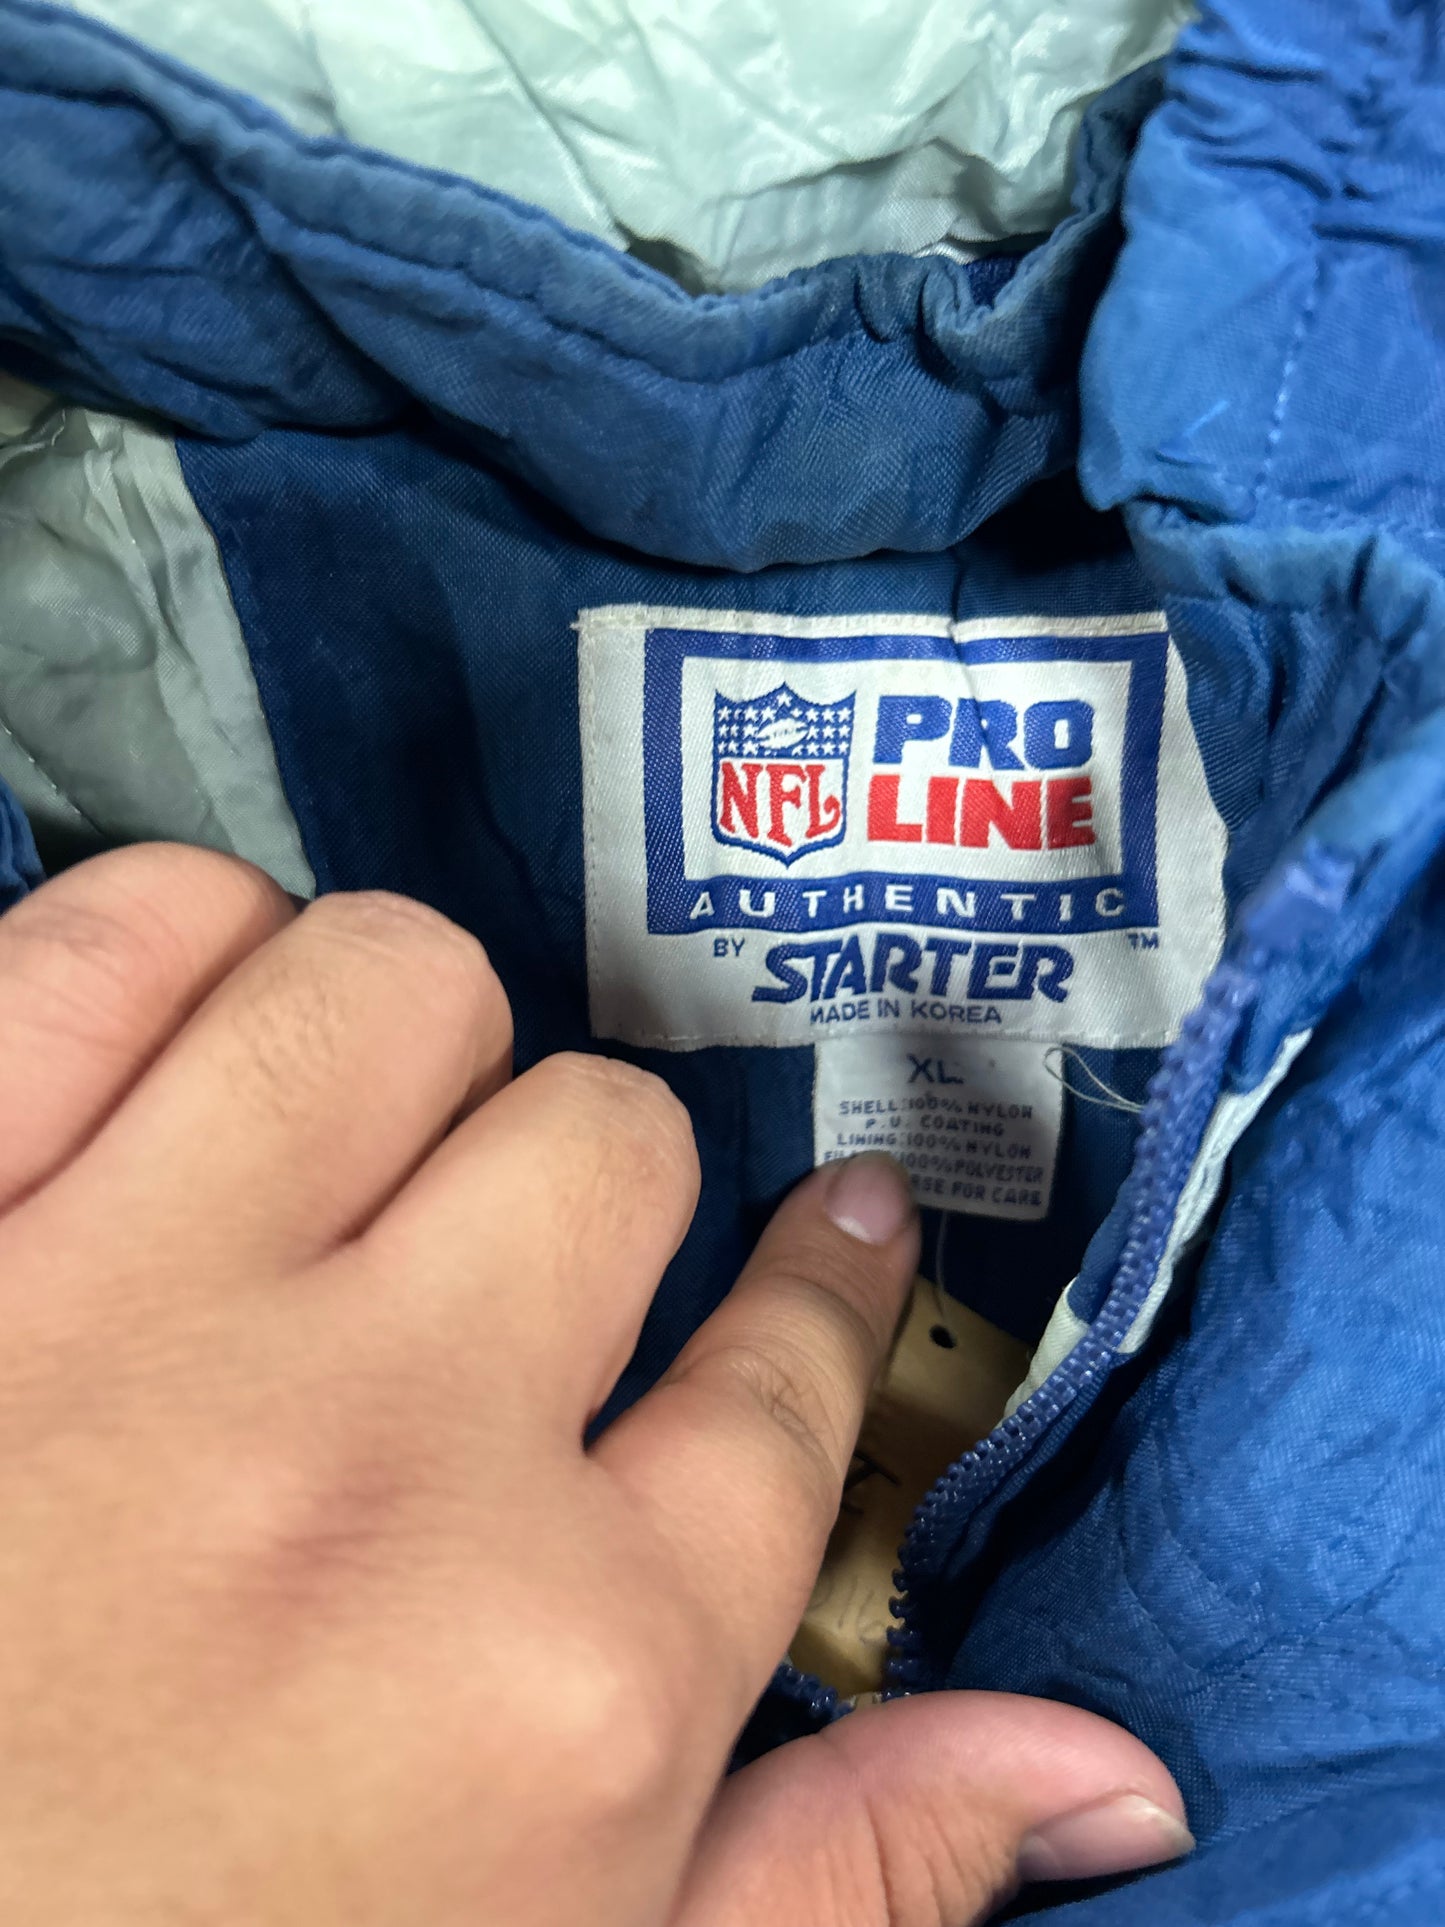 NFL
PRO
LINE
AUTHENTIC
BY STARTER ™
MADE IN KOREA
XL
SHELL:100% NYLON
P.U. COATING
LINING:100% NYLON
100% POLYESTER
FOR CARE